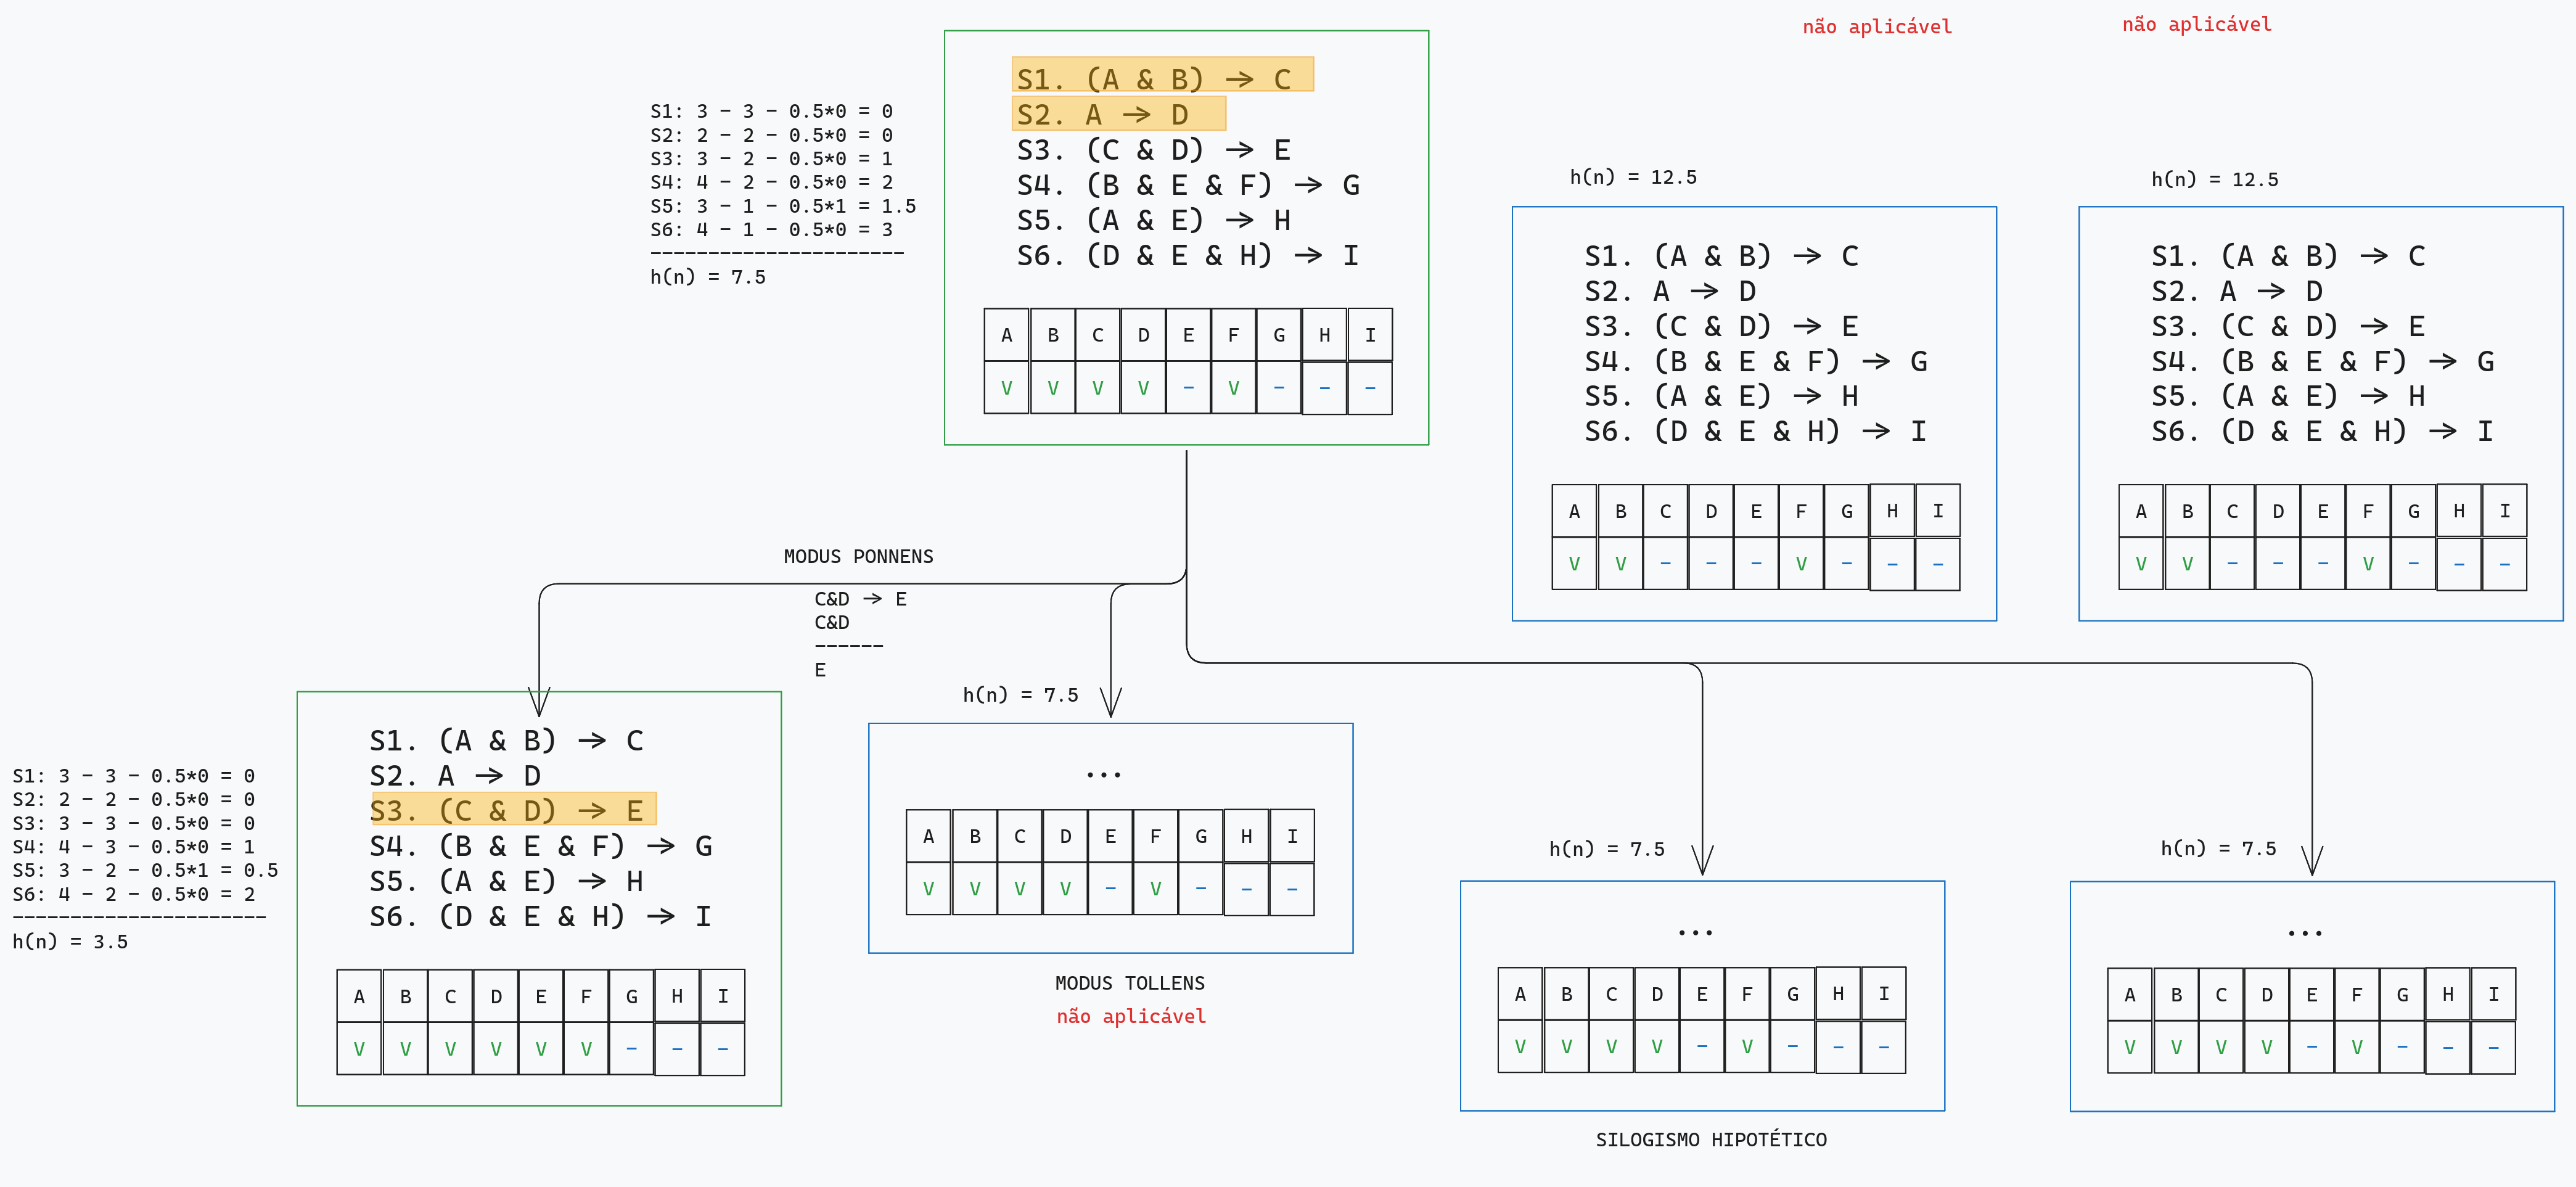 não aplicável
não aplicável
S1: 3 - 3 - 0.5*0 = 0
S2: 2 - 2 - 0.5*0 = 0
S3: 3 - 2 - 0.5*0 = 1
S4: 4 - 2 - 0.5*0 = 2
S5: 3 - 1 - 0.5*1 = 1.5
S6: 4 - 1 - 0.5*0 = 3
----------------------
h(n) = 7.5
S1. (A & B) → C
S2. A → D
S3. (C & D) → E
S4. (B & E & F) → G
S5. (A & E) → H
S6. (D & E & H) → I
A B C D E F G H I
V V V V - V - - -
h(n) = 12.5
S1. (A & B) → C
S2. A → D
S3. (C & D) → E
S4. (B & E & F) → G
S5. (A & E) → H
S6. (D & E & H) → I
A B C D E F G H I
V V - - - V - - -
h(n) = 12.5
S1. (A & B) → C
S2. A → D
S3. (C & D) → E
S4. (B & E & F) → G
S5. (A & E) → H
S6. (D & E & H) → I
A B C D E F G H I
V V - - - V - - -
MODUS PONNENS
C&D → E
C&D
------
E
S1: 3 - 3 - 0.5*0 = 0
S2: 2 - 2 - 0.5*0 = 0
S3: 3 - 3 - 0.5*0 = 0
S4: 4 - 3 - 0.5*0 = 1
S5: 3 - 2 - 0.5*1 = 0.5
S6: 4 - 2 - 0.5*0 = 2
----------------------
h(n) = 3.5
S1. (A & B) → C
S2. A → D
S3. (C & D) → E
S4. (B & E & F) → G
S5. (A & E) → H
S6. (D & E & H) → I
A B C D E F G H I
V V V V V V - - -
h(n) = 7.5
...
A B C D E F G H I
V V V V - V - - -
MODUS TOLLENS
não aplicável
h(n) = 7.5
...
A B C D E F G H I
V V V V - V - - -
SILOGISMO HIPOTÉTICO
h(n) = 7.5
...
A B C D E F G H I
V V V V - V - - -